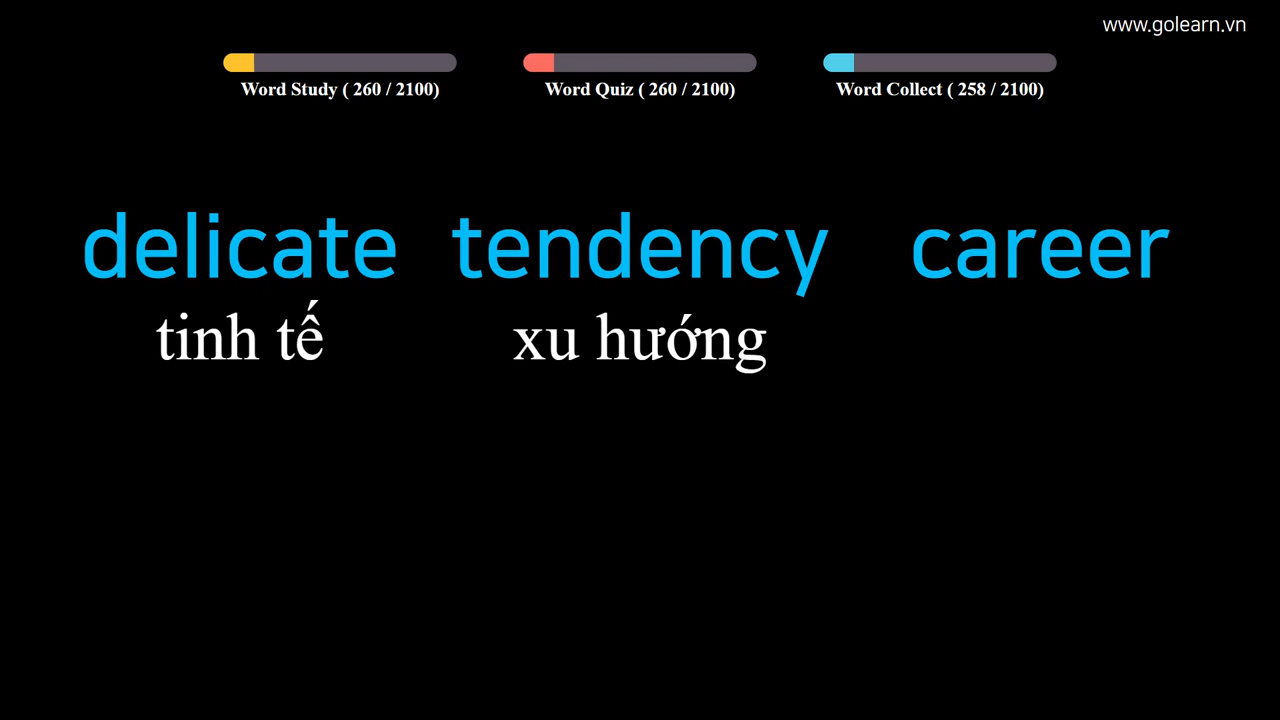 www.golearn.vn
Word Study ( 260 / 2100)
Word Quiz ( 260 / 2100)
Word Collect ( 258 / 2100)
delicate tendency career
tinh tế xu hướng